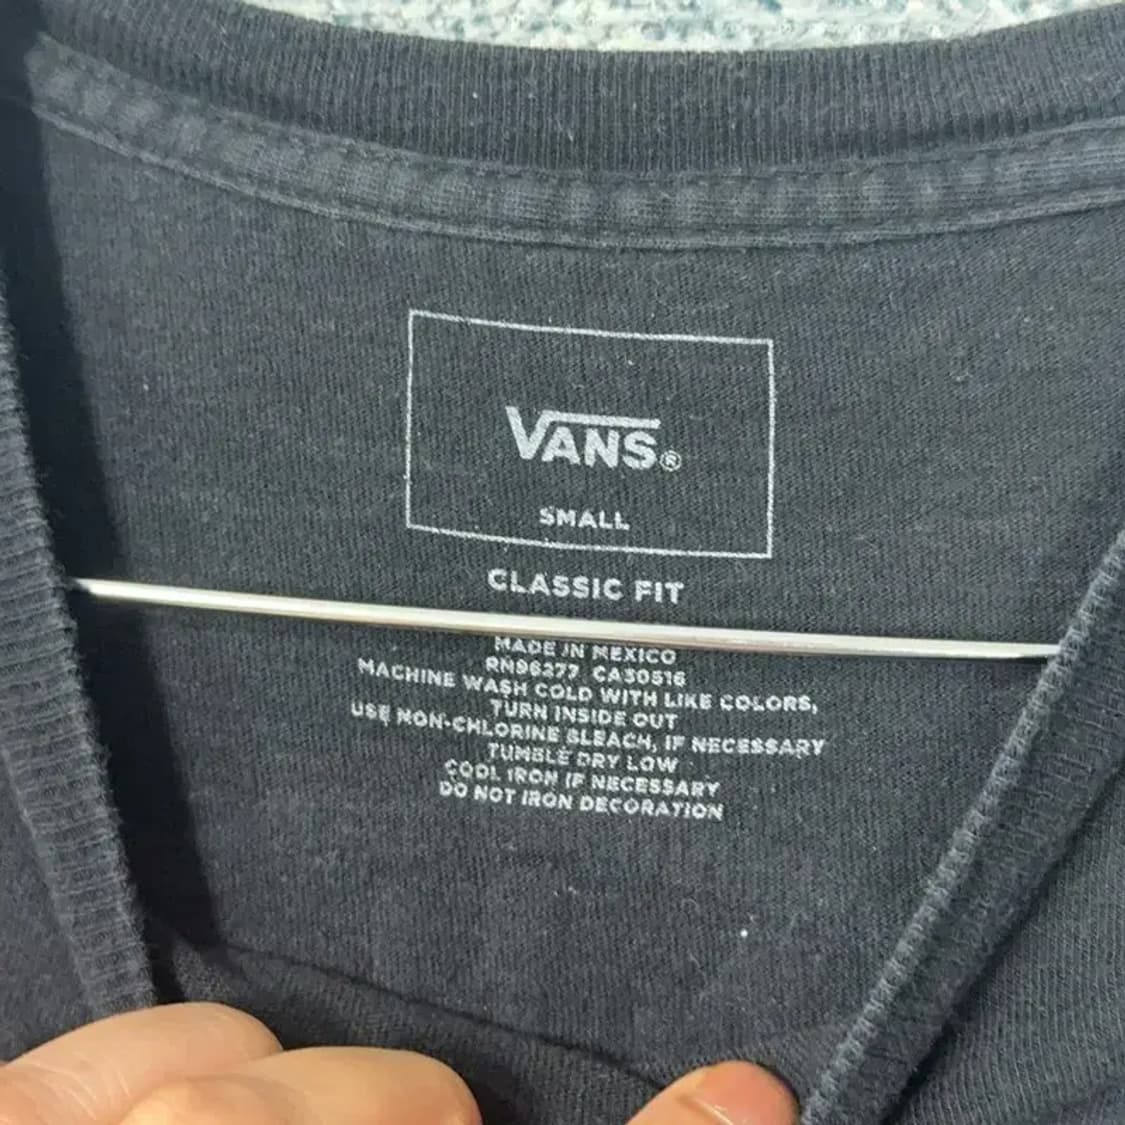 VANS®
SMALL
CLASSIC FIT
MADE IN MEXICO
RN96277 CA30516
MACHINE WASH COLD WITH LIKE COLORS,
TURN INSIDE OUT
USE NON-CHLORINE BLEACH, IF NECESSARY
TUMBLE DRY LOW
COOL IRON IF NECESSARY
DO NOT IRON DECORATION